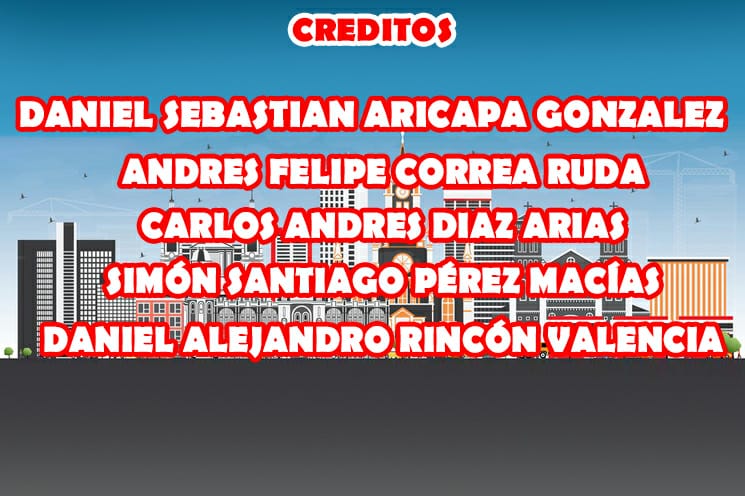 CREDITOS
DANIEL SEBASTIAN ARICAPA GONZALEZ
ANDRES FELIPE CORREA RUDA
CARLOS ANDRES DIAZ ARIAS
SIMÓN SANTIAGO PÉREZ MACÍAS
DANIEL ALEJANDRO RINCÓN VALENCIA